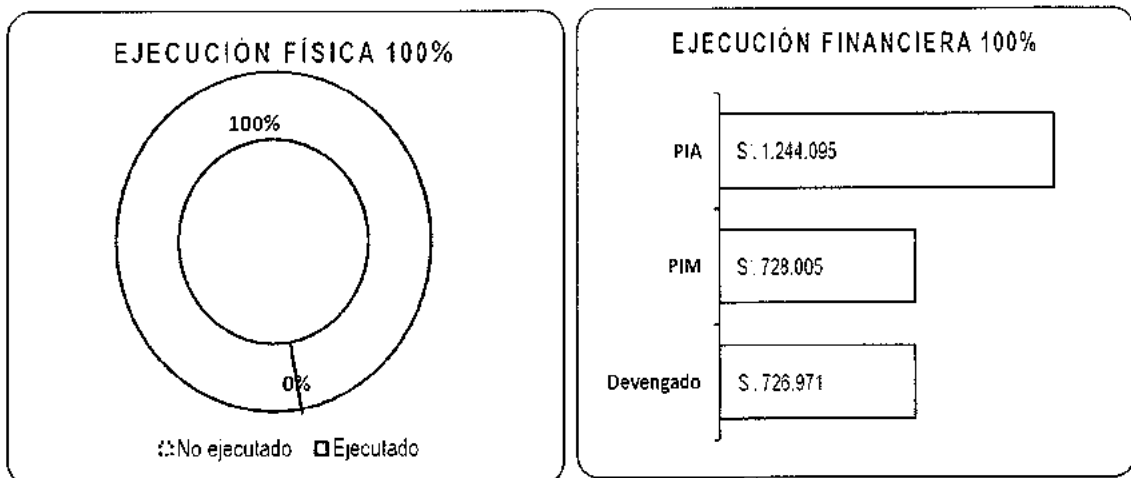 EJECUCIÓN FÍSICA 100%
100%
0%
No ejecutado Ejecutado
EJECUCIÓN FINANCIERA 100%
PIA S/. 1.244.095
PIM S/. 728.005
Devengado S/. 726.971